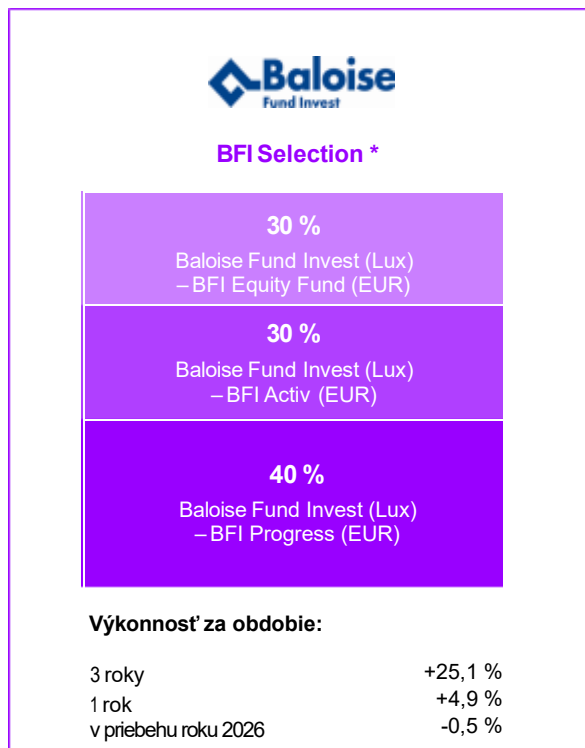 Baloise
Fund Invest
BFI Selection *
30 %
Baloise Fund Invest (Lux)
– BFI Equity Fund (EUR)
30 %
Baloise Fund Invest (Lux)
– BFI Activ (EUR)
40 %
Baloise Fund Invest (Lux)
– BFI Progress (EUR)
Výkonnosť za obdobie:
3 roky +25,1 %
1 rok +4,9 %
v priebehu roku 2026 -0,5 %